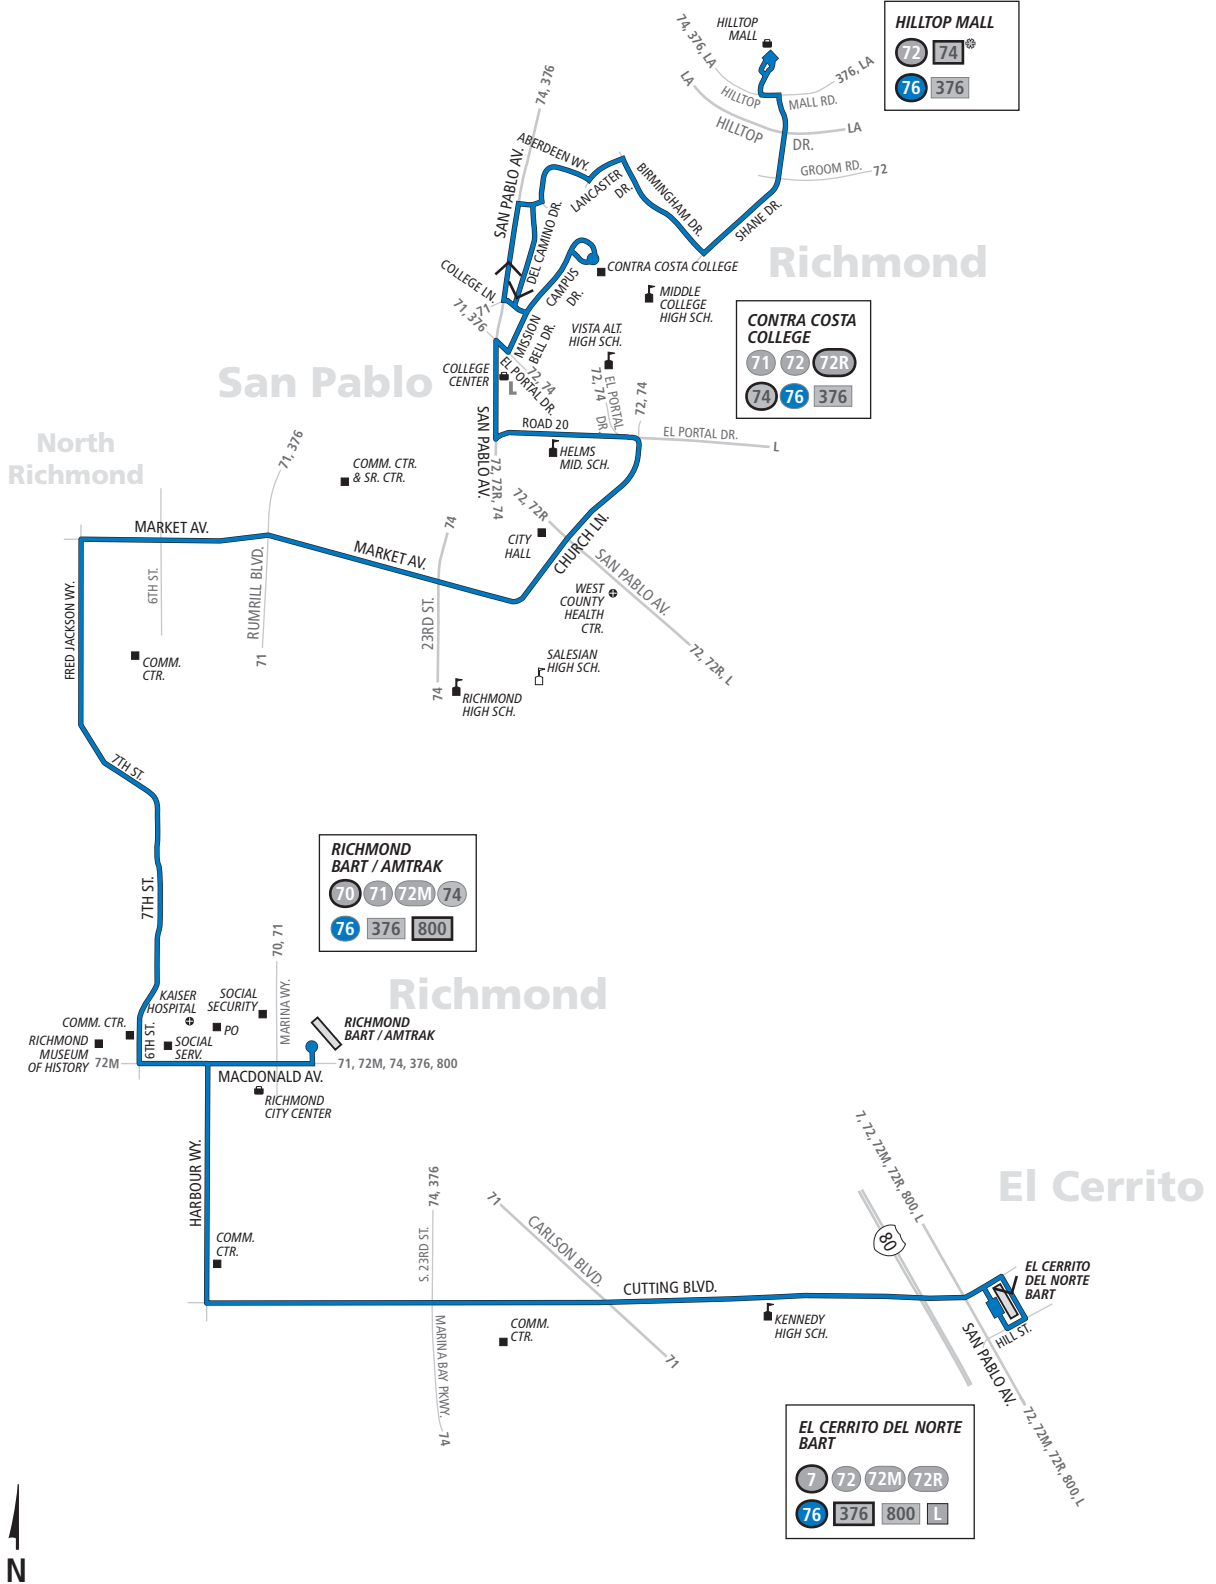 HILLTOP
MALL
74, 376, LA
LA
376, LA
HILLTOP
MALL RD.
HILLTOP
DR.
LA
GROOM RD.
72
HILLTOP MALL
72
74
76
376
74, 376
SAN PABLO AV.
ABERDEEN WY.
LANCASTER
DR.
BIRMINGHAM DR.
SHANE DR.
DEL CAMINO DR.
CAMPUS
DR.
COLLEGE LN.
71
71, 376
MISSION
BELL DR.
CONTRA COSTA COLLEGE
MIDDLE
COLLEGE
HIGH SCH.
VISTA ALT.
HIGH SCH.
Richmond
CONTRA COSTA
COLLEGE
71
72
72R
74
76
376
San Pablo
COLLEGE
CENTER
L
EL PORTAL DR.
72, 74
72, 74
EL PORTAL
DR.
72, 74
ROAD 20
EL PORTAL DR.
L
SAN PABLO AV.
72, 72R, 74
HELMS
MID. SCH.
North
Richmond
71, 376
COMM. CTR.
& SR. CTR.
MARKET AV.
MARKET AV.
74
72, 72R
CITY
HALL
CHURCH LN.
SAN PABLO AV.
72, 72R, L
WEST
COUNTY
HEALTH
CTR.
FRED JACKSON WY.
6TH ST.
RUMRILL BLVD.
71
23RD ST.
74
COMM.
CTR.
SALESIAN
HIGH SCH.
RICHMOND
HIGH SCH.
7TH ST.
7TH ST.
RICHMOND
BART / AMTRAK
70
71
72M
74
76
376
800
70, 71
MARINA WY.
Richmond
KAISER
HOSPITAL
SOCIAL
SECURITY
PO
COMM. CTR.
RICHMOND
MUSEUM
OF HISTORY
6TH ST.
SOCIAL
SERV.
72M
RICHMOND
BART / AMTRAK
71, 72M, 74, 376, 800
MACDONALD AV.
RICHMOND
CITY CENTER
HARBOUR WY.
COMM.
CTR.
74, 376
S. 23RD ST.
MARINA BAY PKWY.
74
71
CARLSON BLVD.
71
COMM.
CTR.
CUTTING BLVD.
KENNEDY
HIGH SCH.
7, 72, 72M, 72R, 800, L
80
El Cerrito
EL CERRITO
DEL NORTE
BART
HILL ST.
SAN PABLO AV.
72, 72M, 72R, 800, L
EL CERRITO DEL NORTE
BART
7
72
72M
72R
76
376
800
L
N